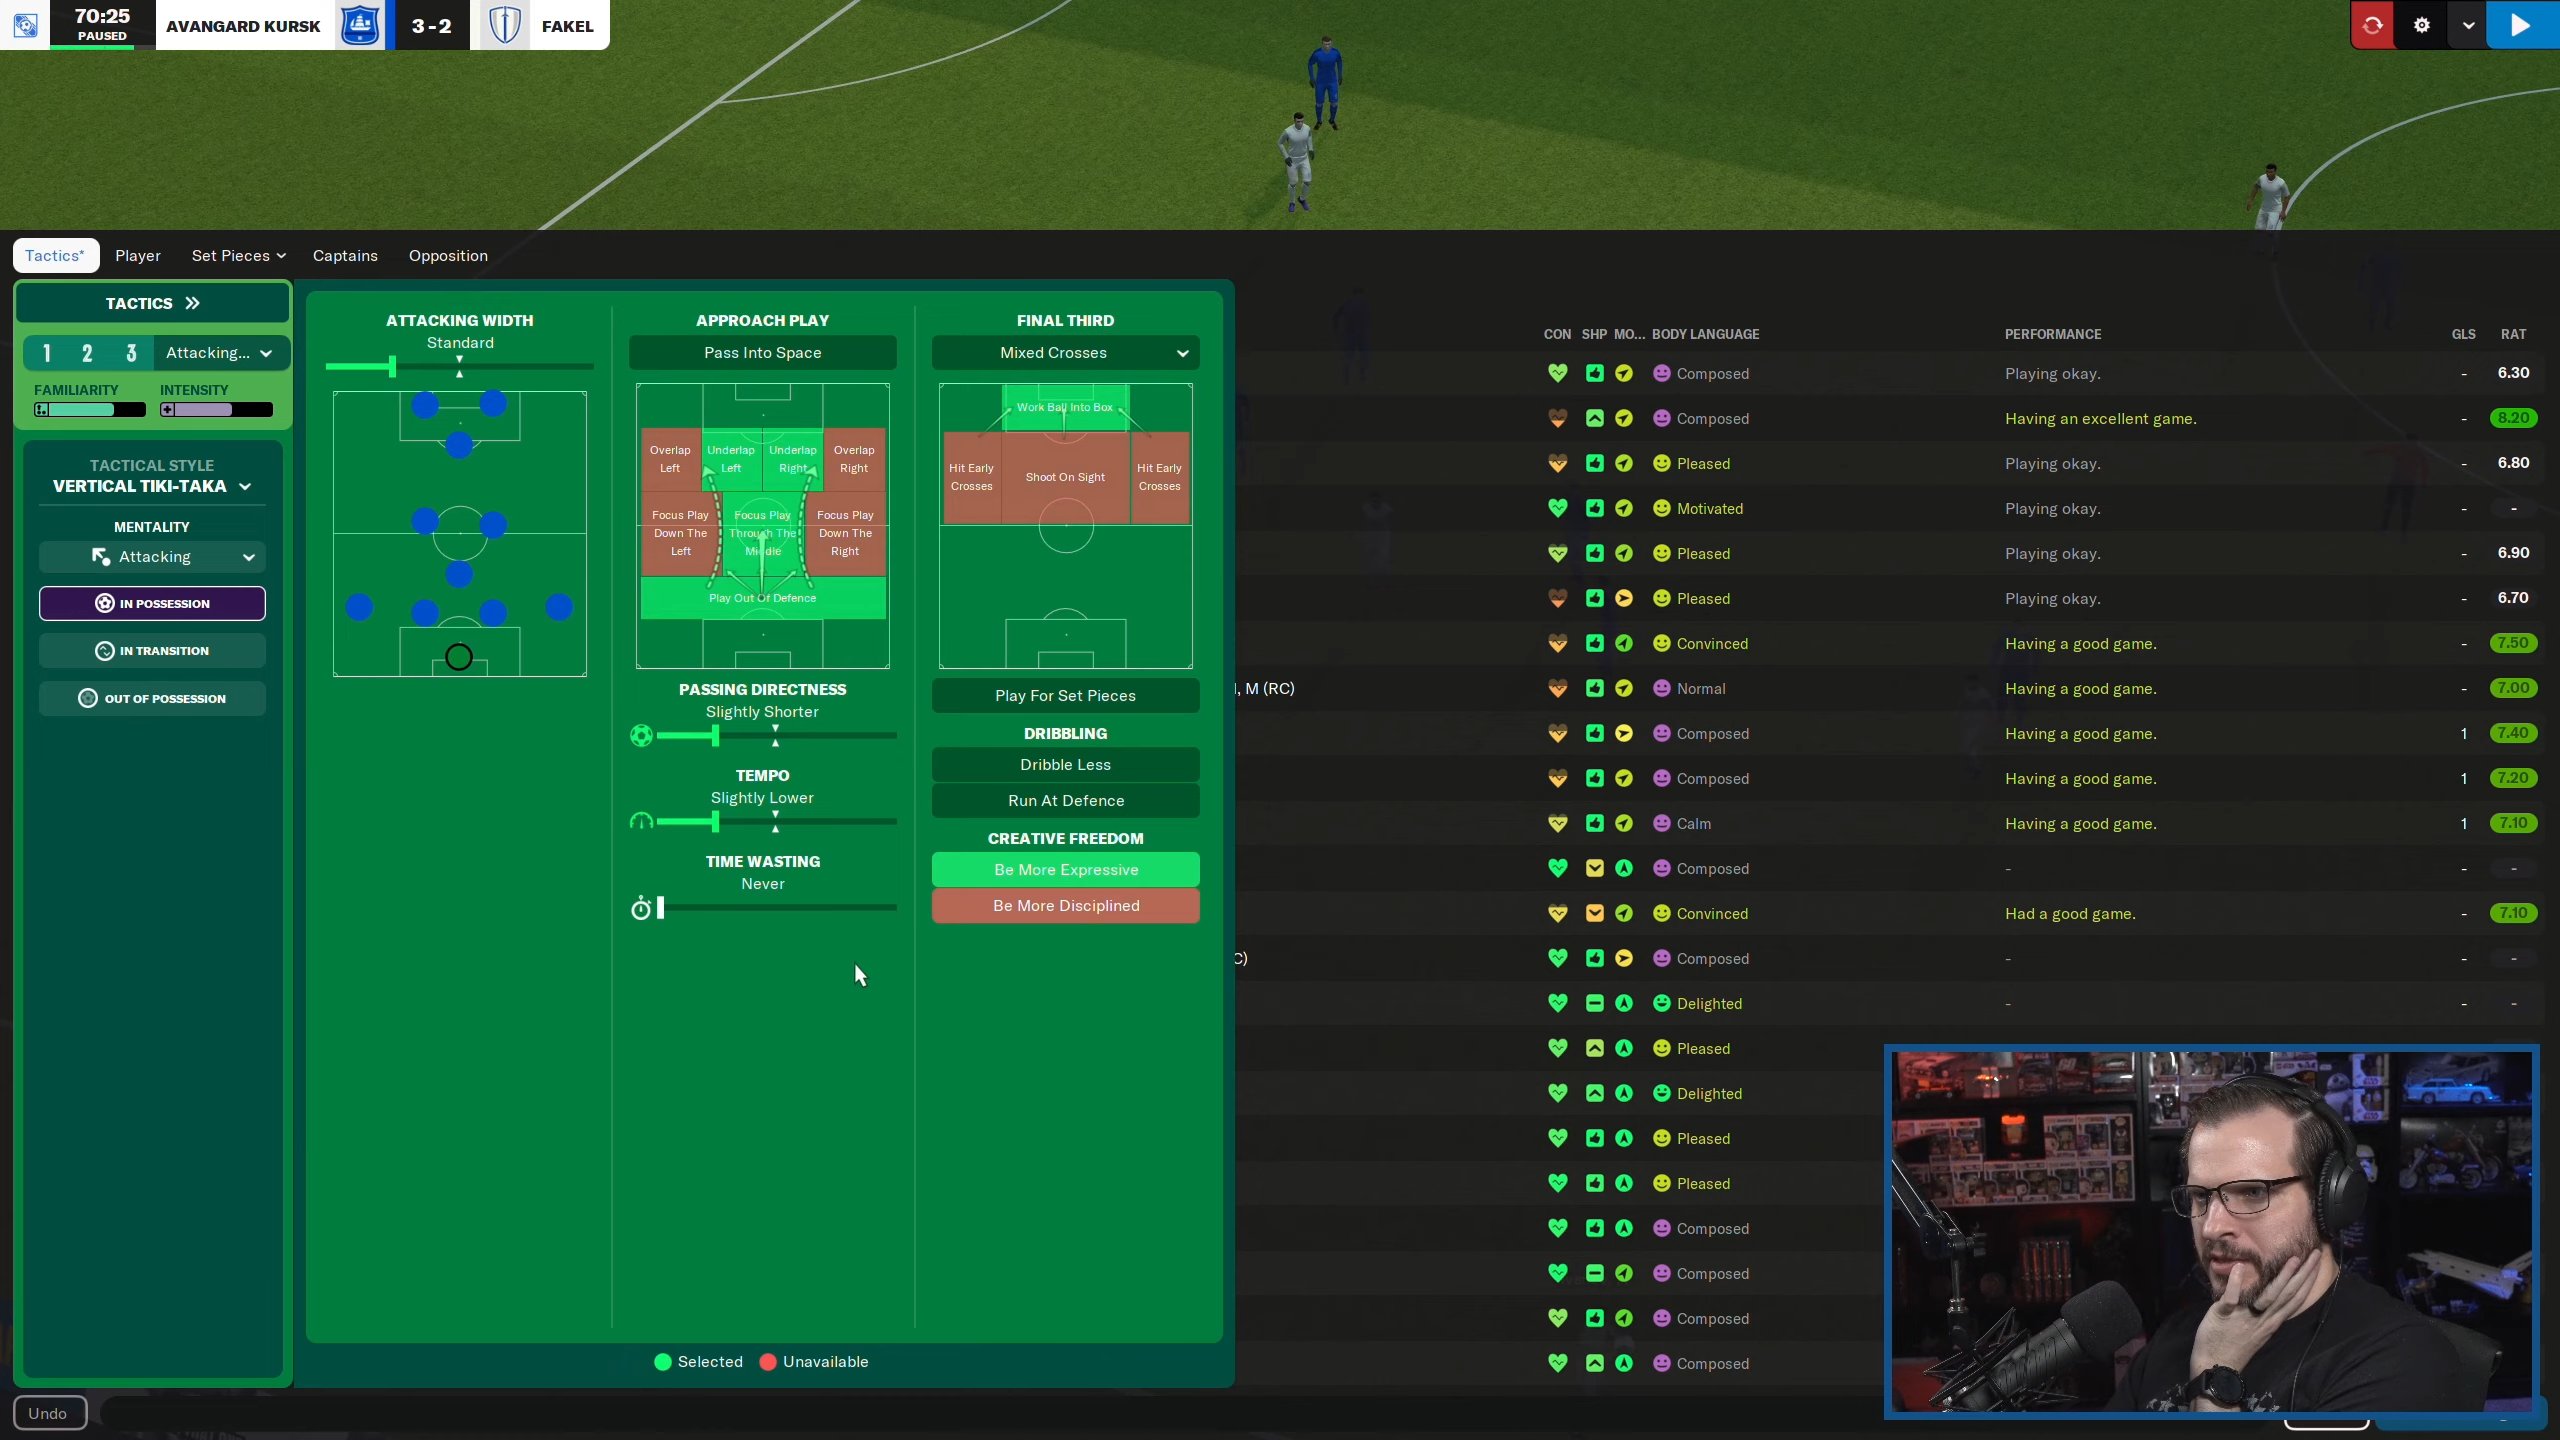 70:25
PAUSED
AVANGARD KURSK
3 - 2
FAKEL
Tactics*
Player
Set Pieces
Captains
Opposition
TACTICS
1 2 3 Attacking...
FAMILIARITY
INTENSITY
TACTICAL STYLE
VERTICAL TIKI-TAKA
MENTALITY
Attacking
IN POSSESSION
IN TRANSITION
OUT OF POSSESSION
ATTACKING WIDTH
Standard
APPROACH PLAY
Pass Into Space
Overlap Left
Underlap Left
Underlap Right
Overlap Right
Focus Play Down The Left
Focus Play Through The Middle
Focus Play Down The Right
Play Out Of Defence
PASSING DIRECTNESS
Slightly Shorter
TEMPO
Slightly Lower
TIME WASTING
Never
FINAL THIRD
Mixed Crosses
Work Ball Into Box
Hit Early Crosses
Shoot On Sight
Hit Early Crosses
Play For Set Pieces
DRIBBLING
Dribble Less
Run At Defence
CREATIVE FREEDOM
Be More Expressive
Be More Disciplined
Selected
Unavailable
CON SHP MO... BODY LANGUAGE PERFORMANCE GLS RAT
Composed Playing okay. - 6.30
Composed Having an excellent game. - 8.20
Pleased Playing okay. - 6.80
Motivated Playing okay. - -
Pleased Playing okay. - 6.90
Pleased Playing okay. - 6.70
Convinced Having a good game. - 7.50
, M (RC) Normal Having a good game. - 7.00
Composed Having a good game. 1 7.40
Composed Having a good game. 1 7.20
Calm Having a good game. 1 7.10
Composed - - -
Convinced Had a good game. - 7.10
C) Composed - - -
Delighted - - -
Pleased
Delighted
Pleased
Pleased
Composed
Composed
Composed
Composed
Undo